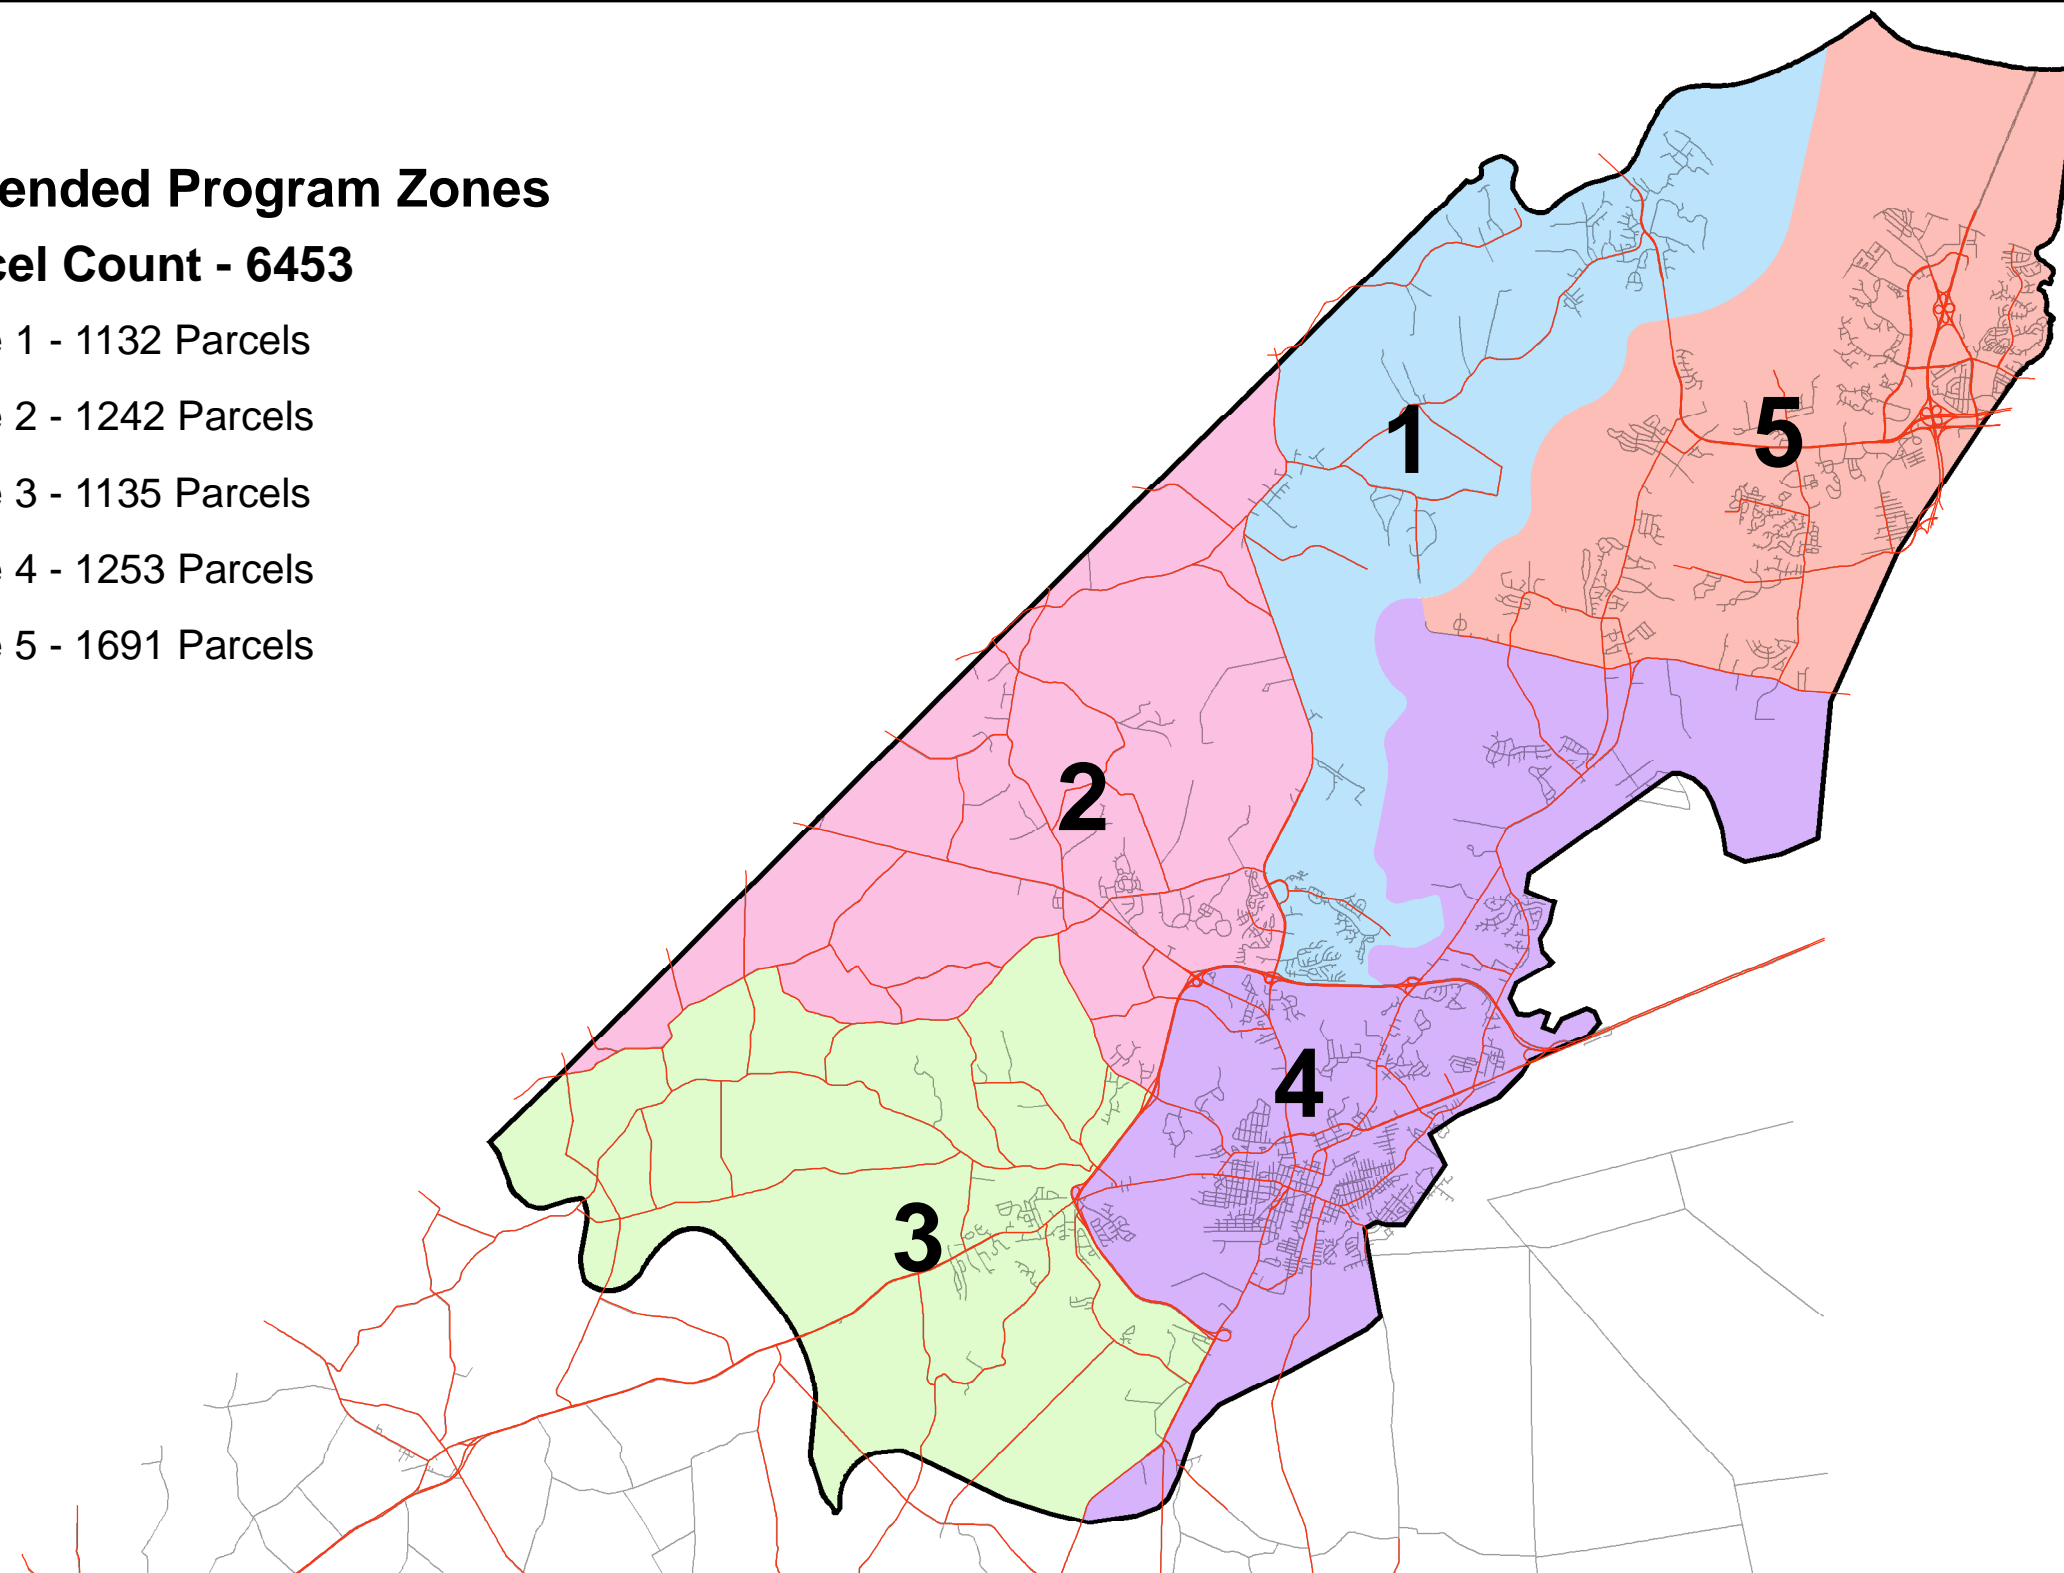 ended Program Zones
cel Count - 6453
e 1 - 1132 Parcels
e 2 - 1242 Parcels
e 3 - 1135 Parcels
e 4 - 1253 Parcels
e 5 - 1691 Parcels
1
5
2
4
3